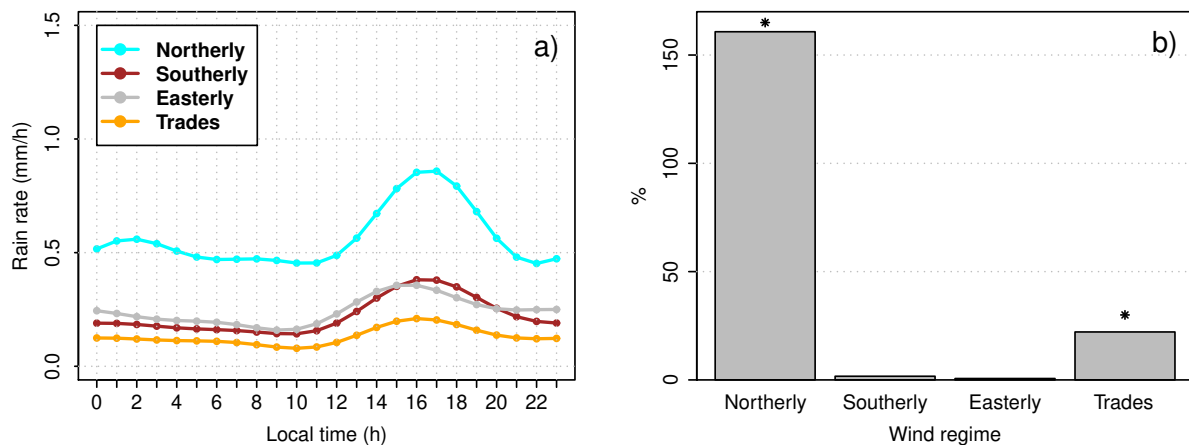 a)
Northerly
Southerly
Easterly
Trades
Rain rate (mm/h)
1.5
1.0
0.5
0.0
0 2 4 6 8 10 12 14 16 18 20 22
Local time (h)
b)
%
150
100
50
0
*
*
Northerly Southerly Easterly Trades
Wind regime